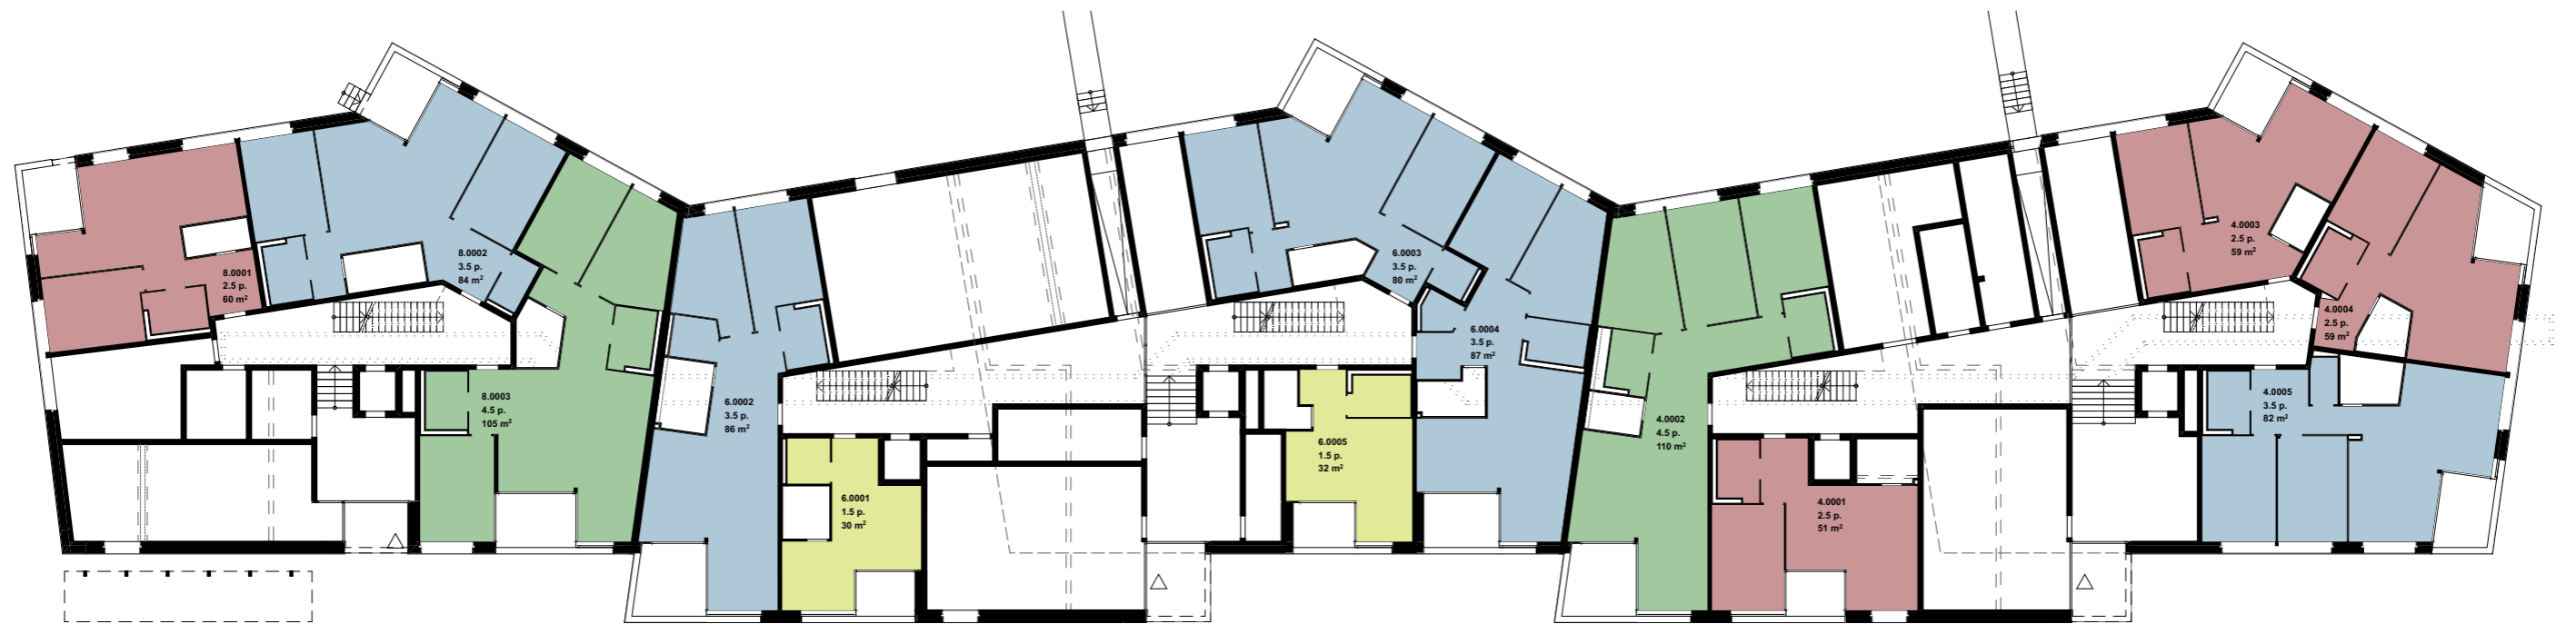 8.0001
2.5 p.
60 m²
8.0002
3.5 p.
84 m²
8.0003
4.5 p.
105 m²
6.0002
3.5 p.
86 m²
6.0001
1.5 p.
30 m²
6.0003
3.5 p.
80 m²
6.0004
3.5 p.
87 m²
6.0005
1.5 p.
32 m²
4.0002
4.5 p.
110 m²
4.0001
2.5 p.
51 m²
4.0003
2.5 p.
59 m²
4.0004
2.5 p.
59 m²
4.0005
3.5 p.
82 m²